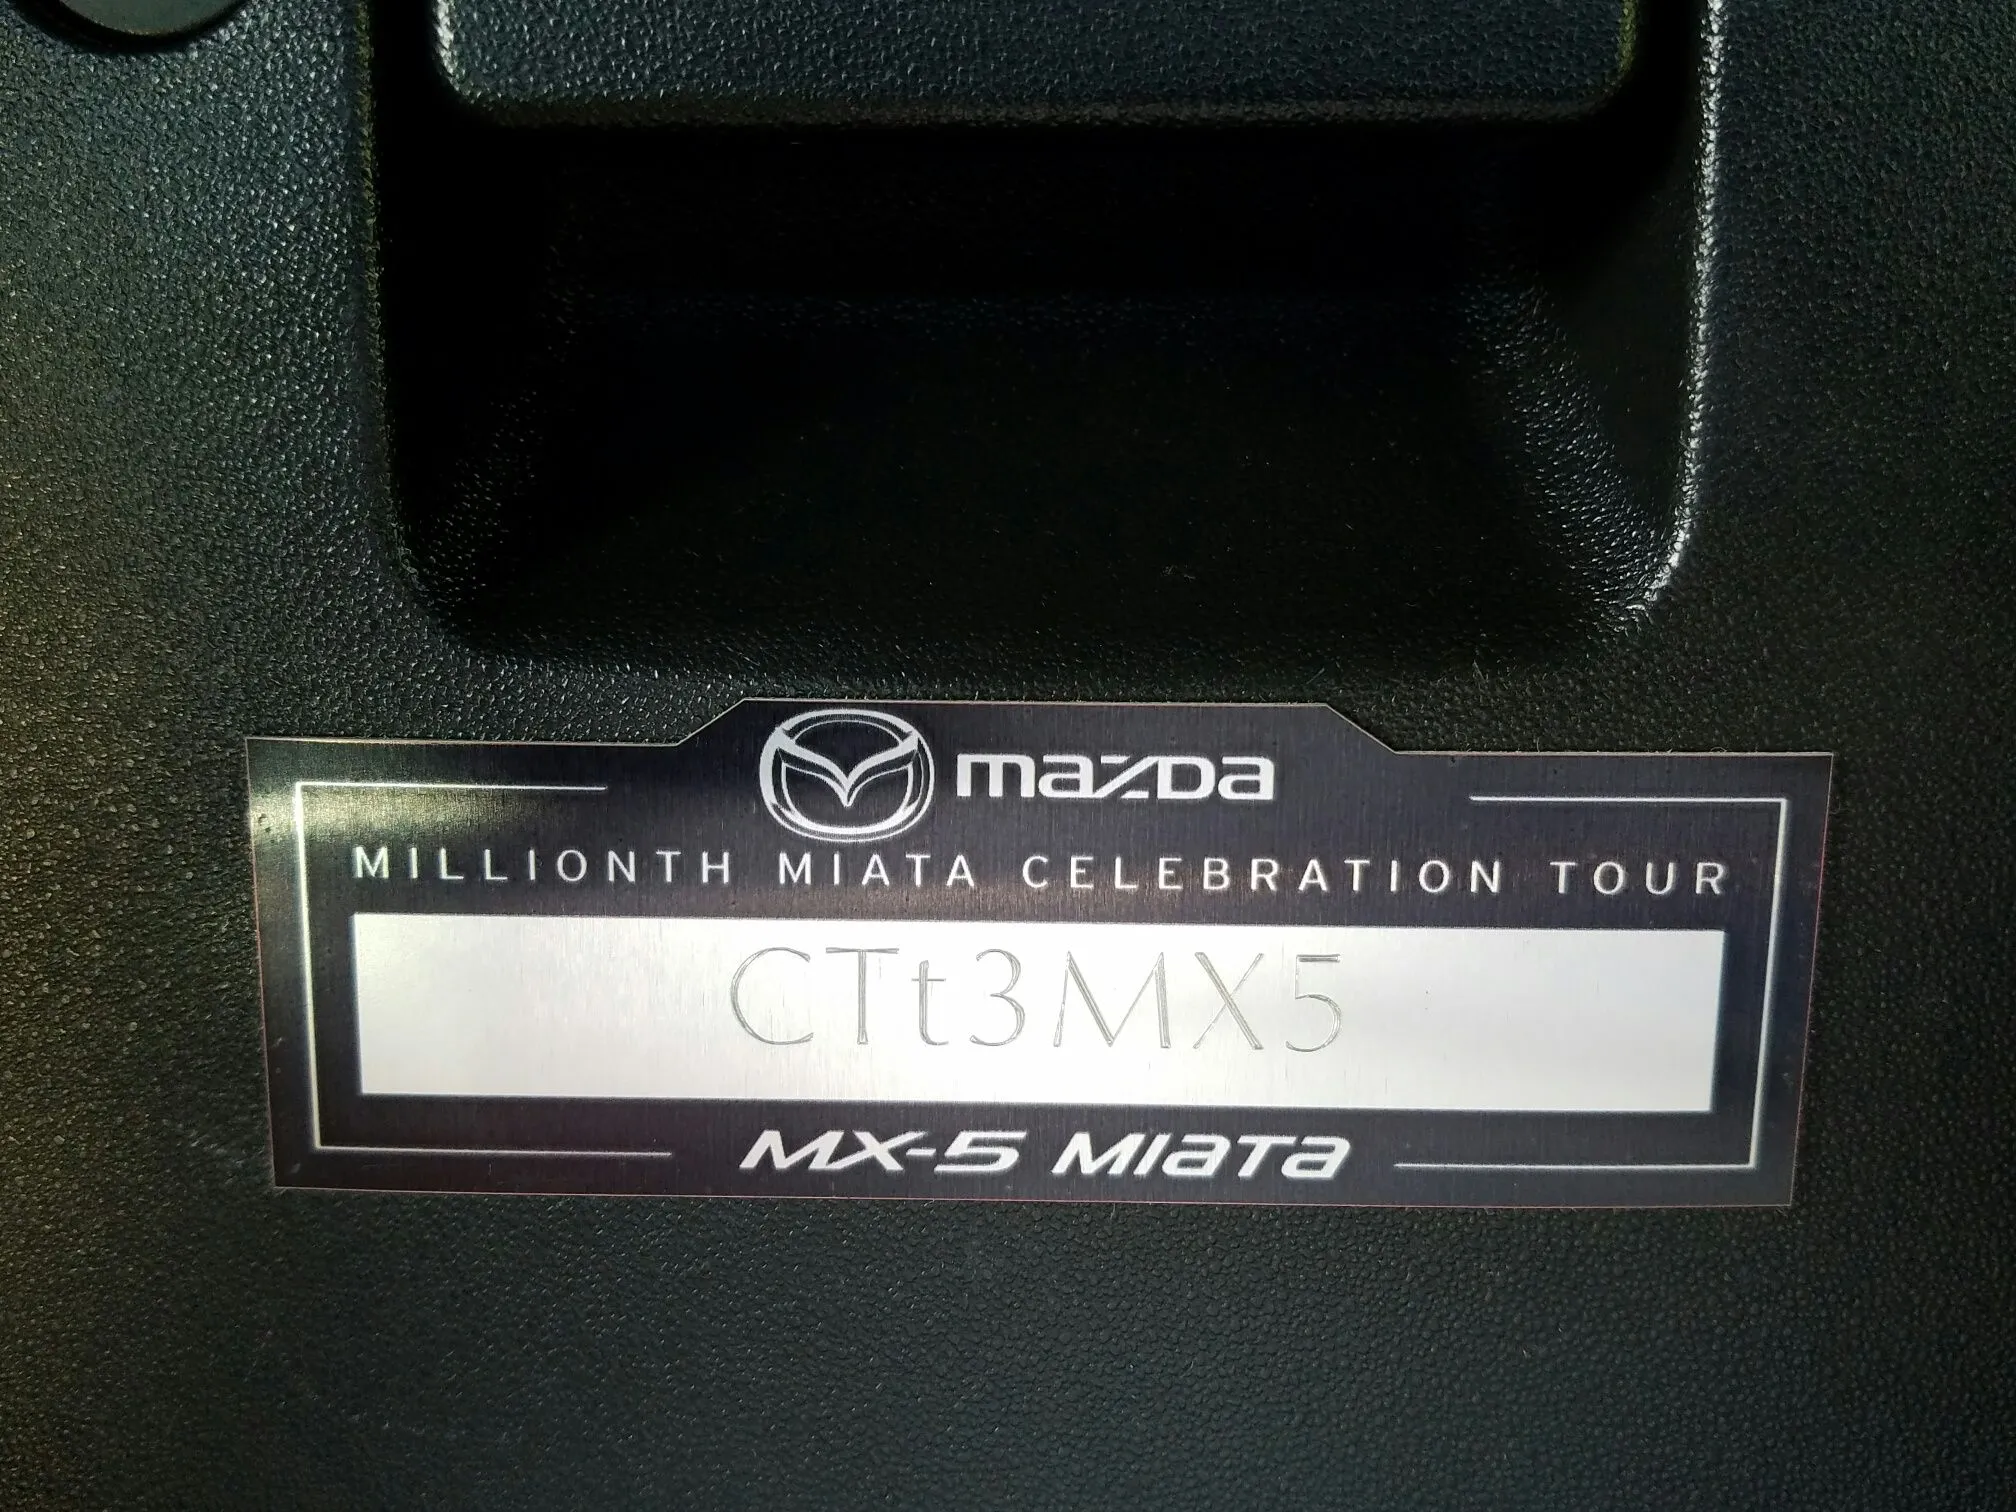 mazda
MILLIONTH MIATA CELEBRATION TOUR
CTt3MX5
MX-5 MIATA